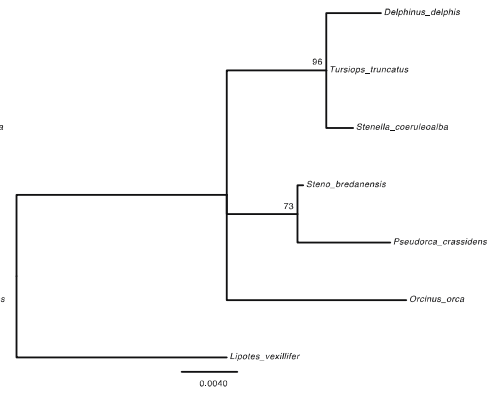 Delphinus_delphis
96
Tursiops_truncatus
a
Stenella_coeruleoalba
Steno_bredanensis
73
Pseudorca_crassidens
s
Orcinus_orca
Lipotes_vexillifer
0.0040